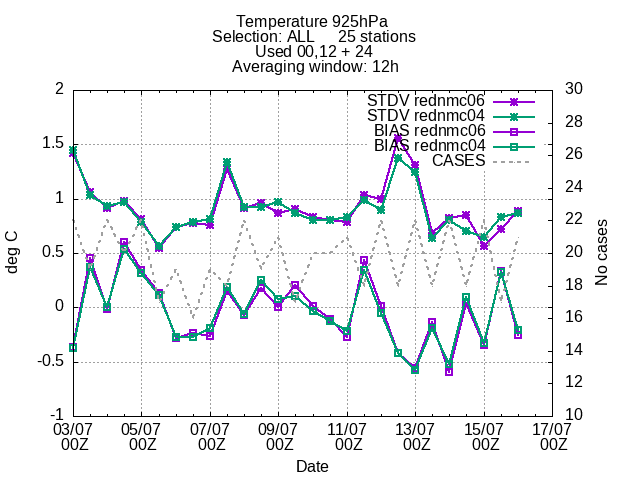 Temperature 925hPa
Selection: ALL 25 stations
Used 00,12 + 24
Averaging window: 12h
STDV rednmc06
STDV rednmc04
BIAS rednmc06
BIAS rednmc04
CASES
2
1.5
1
0.5
0
-0.5
-1
deg C
30
28
26
24
22
20
18
16
14
12
10
No cases
03/07 05/07 07/07 09/07 11/07 13/07 15/07 17/07
00Z 00Z 00Z 00Z 00Z 00Z 00Z 00Z
Date